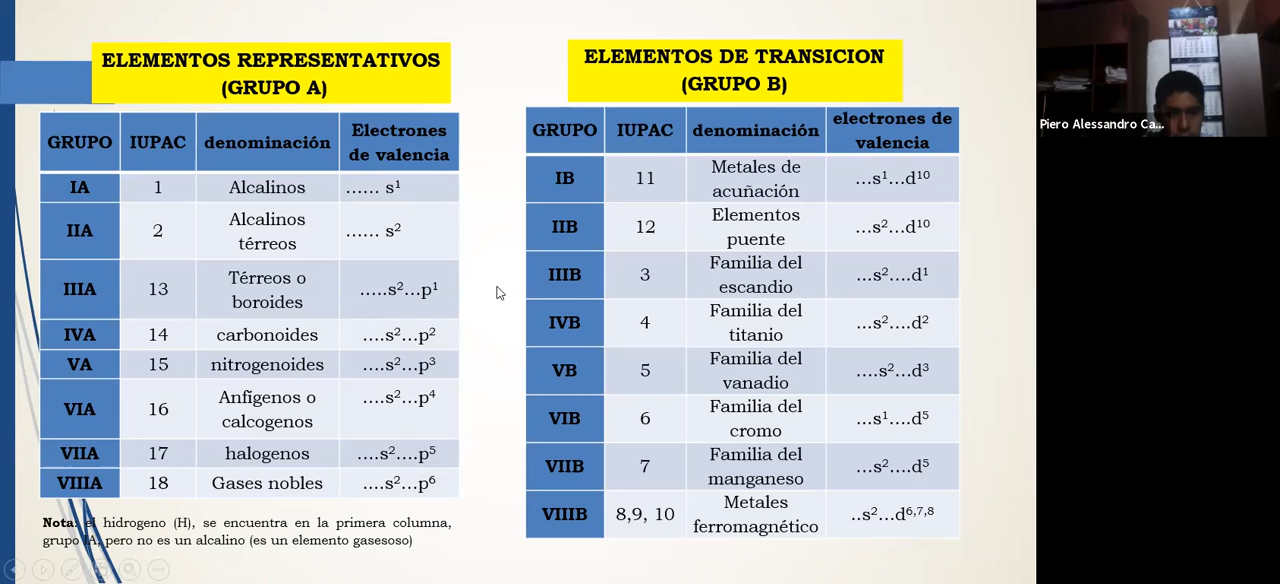 ELEMENTOS REPRESENTATIVOS
(GRUPO A)
GRUPO IUPAC denominación Electrones de valencia
IA 1 Alcalinos ...... s¹
IIA 2 Alcalinos térreos ...... s²
IIIA 13 Térreos o boroides .....s²...p¹
IVA 14 carbonoides ....s²...p²
VA 15 nitrogenoides ....s²...p³
VIA 16 Anfígenos o calcogenos ....s²...p⁴
VIIA 17 halogenos ....s²....p⁵
VIIIA 18 Gases nobles ....s²...p⁶
Nota: el hidrogeno (H), se encuentra en la primera columna,
grupo IA, pero no es un alcalino (es un elemento gasesoso)
ELEMENTOS DE TRANSICION
(GRUPO B)
GRUPO IUPAC denominación electrones de valencia
IB 11 Metales de acuñación ...s¹...d¹⁰
IIB 12 Elementos puente ...s²...d¹⁰
IIIB 3 Familia del escandio ...s²....d¹
IVB 4 Familia del titanio ...s²....d²
VB 5 Familia del vanadio ....s²...d³
VIB 6 Familia del cromo ...s¹....d⁵
VIIB 7 Familia del manganeso ...s²....d⁵
VIIIB 8,9, 10 Metales ferromagnético ..s²...d⁶,⁷,⁸
Piero Alessandro Ca...